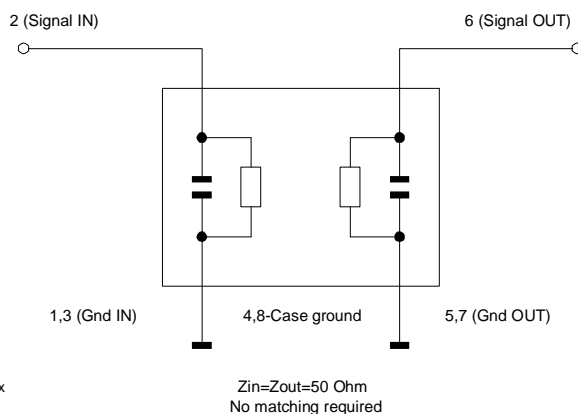 2 (Signal IN)
6 (Signal OUT)
1,3 (Gnd IN)
4,8-Case ground
5,7 (Gnd OUT)
x
Zin=Zout=50 Ohm
No matching required